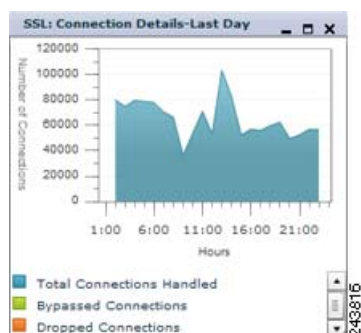 SSL: Connection Details-Last Day
120000
100000
80000
60000
40000
20000
0
Number of Connections
1:00 6:00 11:00 16:00 21:00
Hours
Total Connections Handled
Bypassed Connections
Dropped Connections
243816